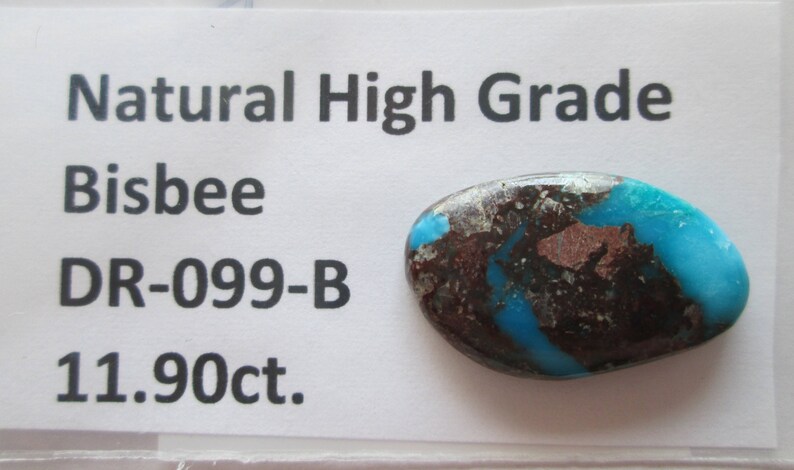 Natural High Grade
Bisbee
DR-099-B
11.90ct.